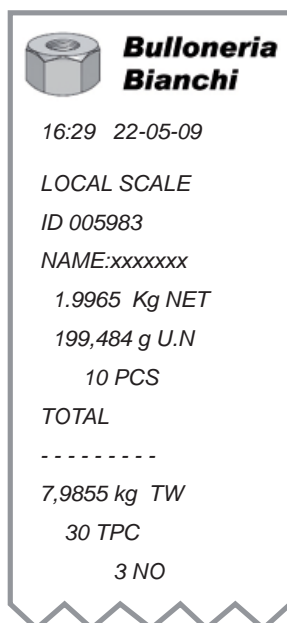 Bulloneria
Bianchi
16:29 22-05-09
LOCAL SCALE
ID 005983
NAME:xxxxxxx
1.9965 Kg NET
199,484 g U.N
10 PCS
TOTAL
- - - - - - - - -
7,9855 kg TW
30 TPC
3 NO